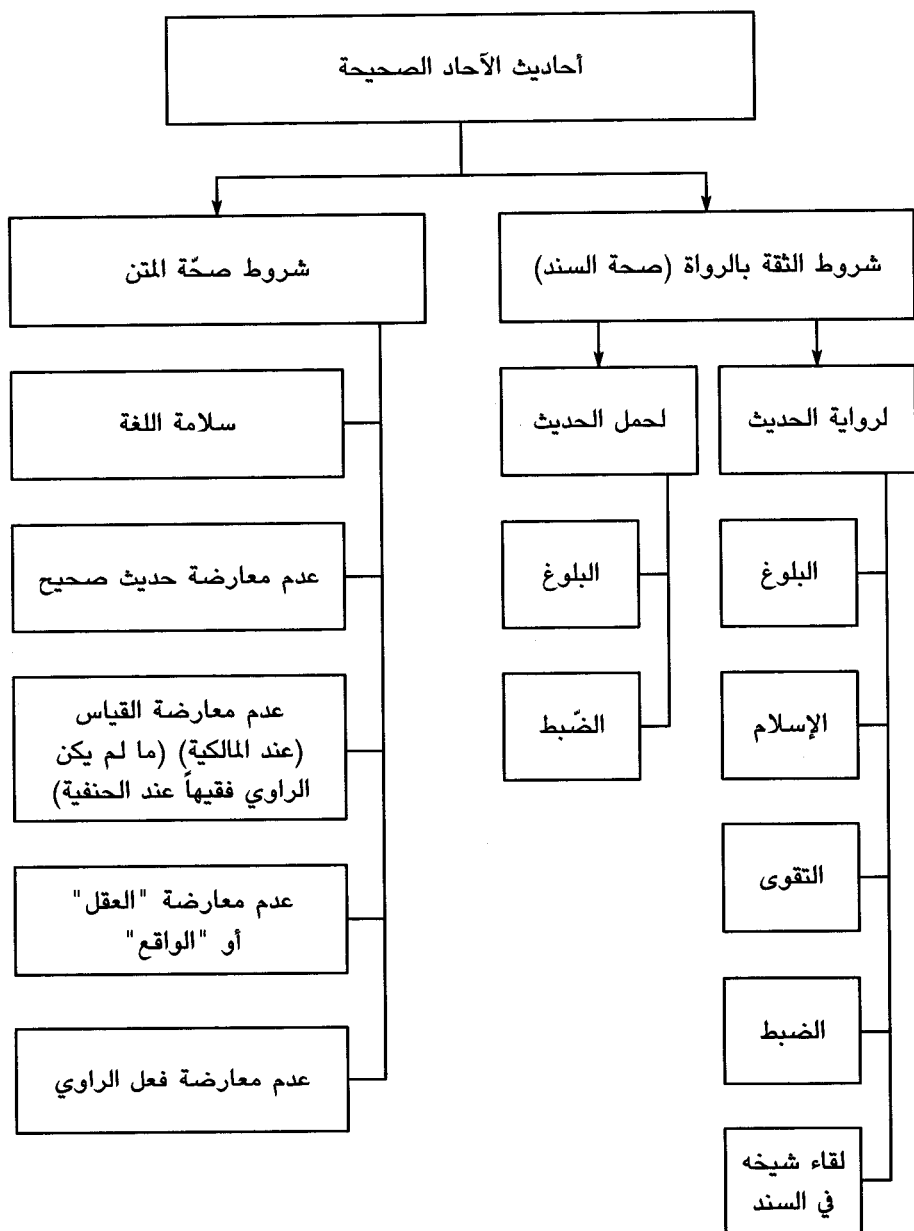 أحاديث الآحاد الصحيحة
شروط الثقة بالرواة (صحة السند)
لرواية الحديث
البلوغ
الإسلام
التقوى
الضبط
لقاء شيخه
في السند
لحمل الحديث
البلوغ
الضّبط
شروط صحّة المتن
سلامة اللغة
عدم معارضة حديث صحيح
عدم معارضة القياس
(عند المالكية) (ما لم يكن
الراوي فقيهاً عند الحنفية)
عدم معارضة "العقل"
أو "الواقع"
عدم معارضة فعل الراوي